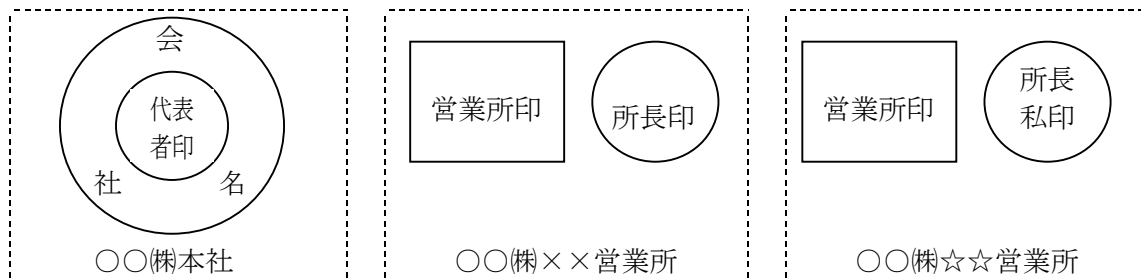 会
代表
者印
社 名
○○㈱本社
営業所印
所長印
○○㈱××営業所
営業所印
所長
私印
○○㈱☆☆営業所